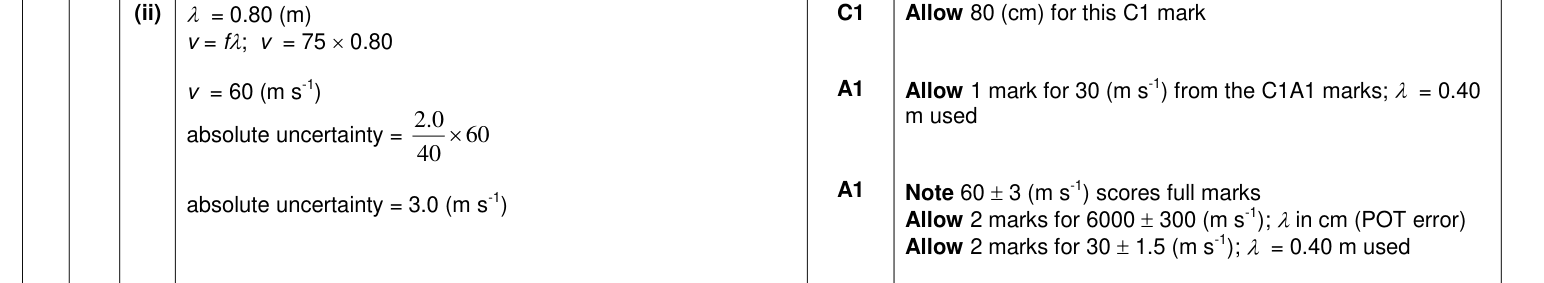 (ii) λ = 0.80 (m) C1 Allow 80 (cm) for this C1 mark
v = fλ; v = 75 × 0.80
v = 60 (m s⁻¹) A1 Allow 1 mark for 30 (m s⁻¹) from the C1A1 marks; λ = 0.40
m used
absolute uncertainty = 2.0/40 × 60
absolute uncertainty = 3.0 (m s⁻¹) A1 Note 60 ± 3 (m s⁻¹) scores full marks
Allow 2 marks for 6000 ± 300 (m s⁻¹); λ in cm (POT error)
Allow 2 marks for 30 ± 1.5 (m s⁻¹); λ = 0.40 m used